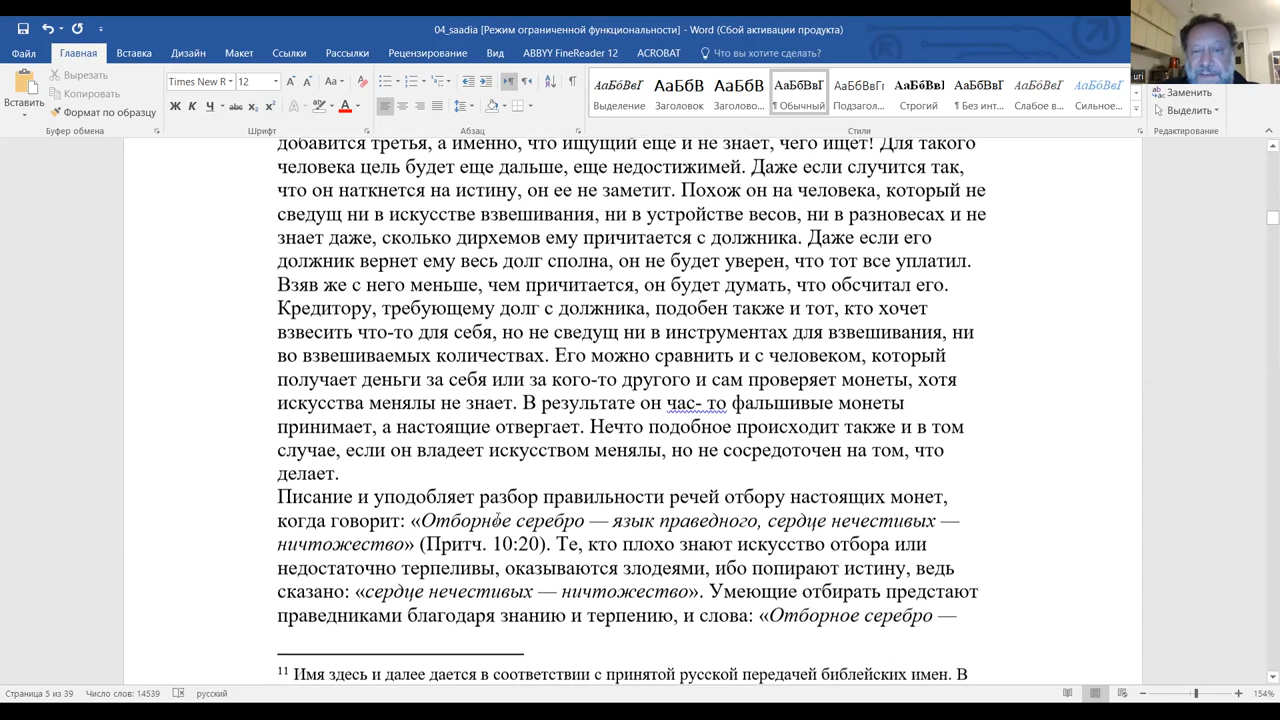 04_saadia [Режим ограниченной функциональности] - Word (Сбой активации продукта)
Файл Главная Вставка Дизайн Макет Ссылки Рассылки Рецензирование Вид ABBYY FineReader 12 ACROBAT Что вы хотите сделать?
Вставить
Вырезать
Копировать
Формат по образцу
Буфер обмена
Times New R 12
Ж К Ч abc x₂ x²
Шрифт
Абзац
АаБбВвГ АаБбВ АаБбВ АаБбВвГ АаБбВвГг АаБбВвІ АаБбВвГ АаБбВвГ АаБбВвГ
Выделение Заголовок Заголово... ¶ Обычный Подзагол... Строгий ¶ Без инт... Слабое в... Сильное...
Стили
uri
Заменить
Выделить
Редактирование
добавится третья, а именно, что ищущий еще и не знает, чего ищет! Для такого
человека цель будет еще дальше, еще недостижимей. Даже если случится так,
что он наткнется на истину, он ее не заметит. Похож он на человека, который не
сведущ ни в искусстве взвешивания, ни в устройстве весов, ни в разновесах и не
знает даже, сколько дирхемов ему причитается с должника. Даже если его
должник вернет ему весь долг сполна, он не будет уверен, что тот все уплатил.
Взяв же с него меньше, чем причитается, он будет думать, что обсчитал его.
Кредитору, требующему долг с должника, подобен также и тот, кто хочет
взвесить что-то для себя, но не сведущ ни в инструментах для взвешивания, ни
во взвешиваемых количествах. Его можно сравнить и с человеком, который
получает деньги за себя или за кого-то другого и сам проверяет монеты, хотя
искусства менялы не знает. В результате он час- то фальшивые монеты
принимает, а настоящие отвергает. Нечто подобное происходит также и в том
случае, если он владеет искусством менялы, но не сосредоточен на том, что
делает.
Писание и уподобляет разбор правильности речей отбору настоящих монет,
когда говорит: «Отборное серебро — язык праведного, сердце нечестивых —
ничтожество» (Притч. 10:20). Те, кто плохо знают искусство отбора или
недостаточно терпеливы, оказываются злодеями, ибо попирают истину, ведь
сказано: «сердце нечестивых — ничтожество». Умеющие отбирать предстают
праведниками благодаря знанию и терпению, и слова: «Отборное серебро —
11 Имя здесь и далее дается в соответствии с принятой русской передачей библейских имен. В
Страница 5 из 39 Число слов: 14539 русский 154%